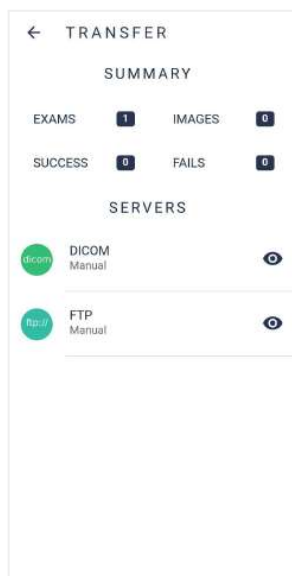 TRANSFER
SUMMARY
EXAMS 1 IMAGES 0
SUCCESS 0 FAILS 0
SERVERS
dicom DICOM
Manual
ftp:// FTP
Manual